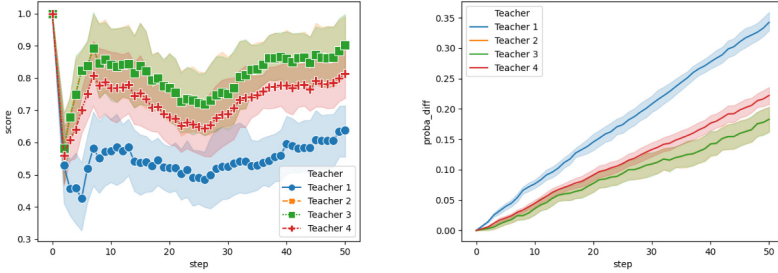 1.0
0.9
0.8
0.7
0.6
0.5
0.4
0.3
score
0
10
20
30
40
50
step
Teacher
Teacher 1
Teacher 2
Teacher 3
Teacher 4
0.35
0.30
0.25
0.20
0.15
0.10
0.05
0.00
proba_diff
0
10
20
30
40
50
step
Teacher
Teacher 1
Teacher 2
Teacher 3
Teacher 4